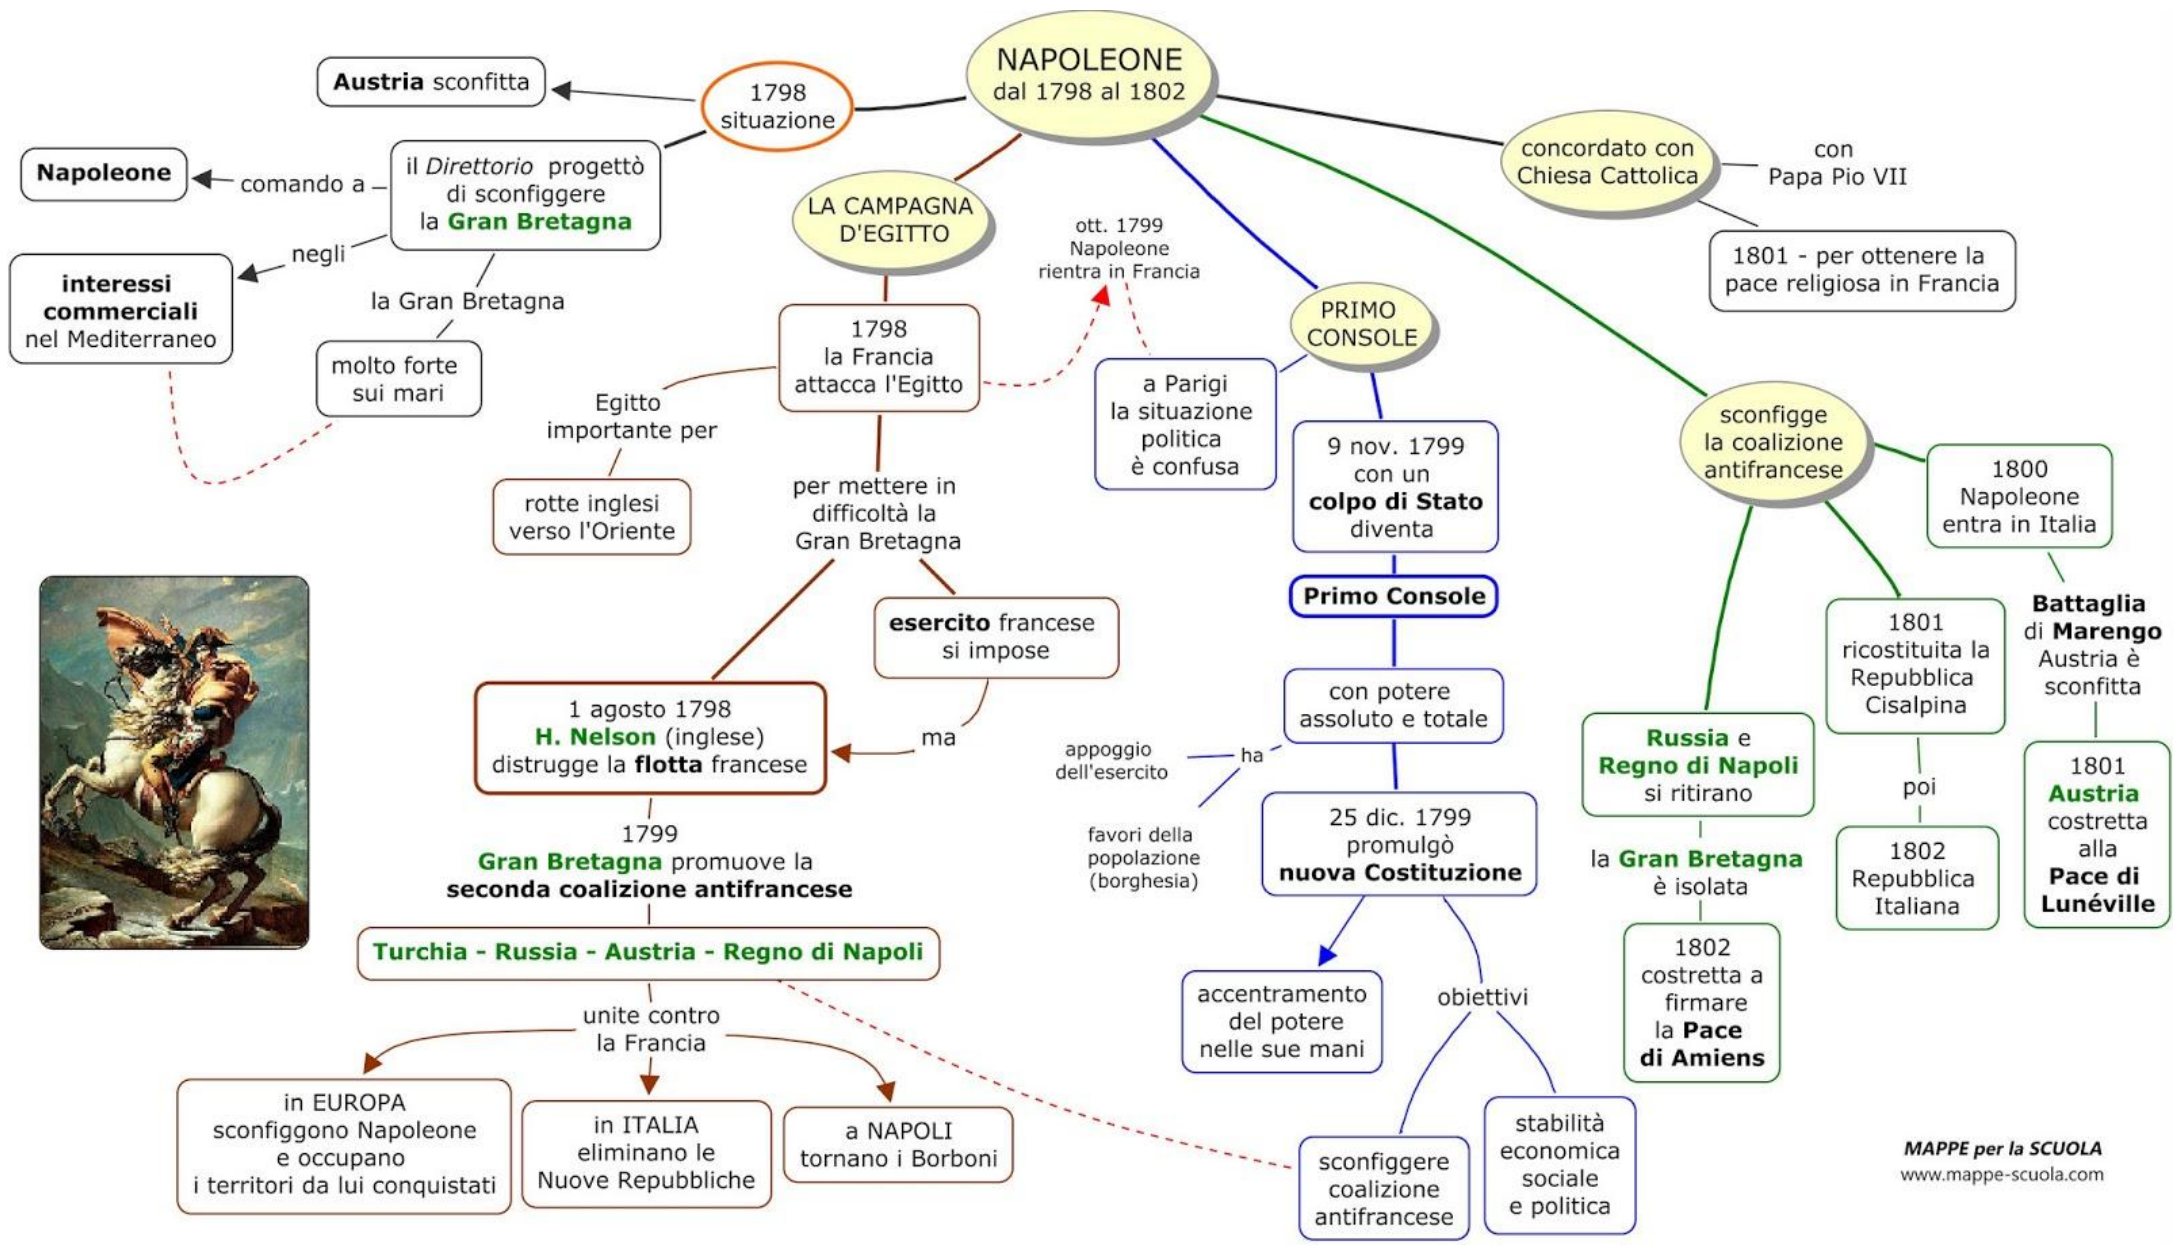 NAPOLEONE
dal 1798 al 1802
1798
situazione
Austria sconfitta
il Direttorio progettò
di sconfiggere
la Gran Bretagna
comando a
Napoleone
negli
interessi
commerciali
nel Mediterraneo
la Gran Bretagna
molto forte
sui mari
LA CAMPAGNA
D'EGITTO
1798
la Francia
attacca l'Egitto
Egitto
importante per
rotte inglesi
verso l'Oriente
ott. 1799
Napoleone
rientra in Francia
per mettere in
difficoltà la
Gran Bretagna
esercito francese
si impose
ma
1 agosto 1798
H. Nelson (inglese)
distrugge la flotta francese
1799
Gran Bretagna promuove la
seconda coalizione antifrancese
Turchia - Russia - Austria - Regno di Napoli
unite contro
la Francia
in EUROPA
sconfiggono Napoleone
e occupano
i territori da lui conquistati
in ITALIA
eliminano le
Nuove Repubbliche
a NAPOLI
tornano i Borboni
PRIMO
CONSOLE
a Parigi
la situazione
politica
è confusa
9 nov. 1799
con un
colpo di Stato
diventa
Primo Console
con potere
assoluto e totale
ha
appoggio
dell'esercito
favori della
popolazione
(borghesia)
25 dic. 1799
promulgò
nuova Costituzione
accentramento
del potere
nelle sue mani
obiettivi
sconfiggere
coalizione
antifrancese
stabilità
economica
sociale
e politica
concordato con
Chiesa Cattolica
con
Papa Pio VII
1801 - per ottenere la
pace religiosa in Francia
sconfigge
la coalizione
antifrancese
1800
Napoleone
entra in Italia
Battaglia
di Marengo
Austria è
sconfitta
1801
Austria
costretta
alla
Pace di
Lunéville
1801
ricostituita la
Repubblica
Cisalpina
poi
1802
Repubblica
Italiana
Russia e
Regno di Napoli
si ritirano
la Gran Bretagna
è isolata
1802
costretta a
firmare
la Pace
di Amiens
MAPPE per la SCUOLA
www.mappe-scuola.com